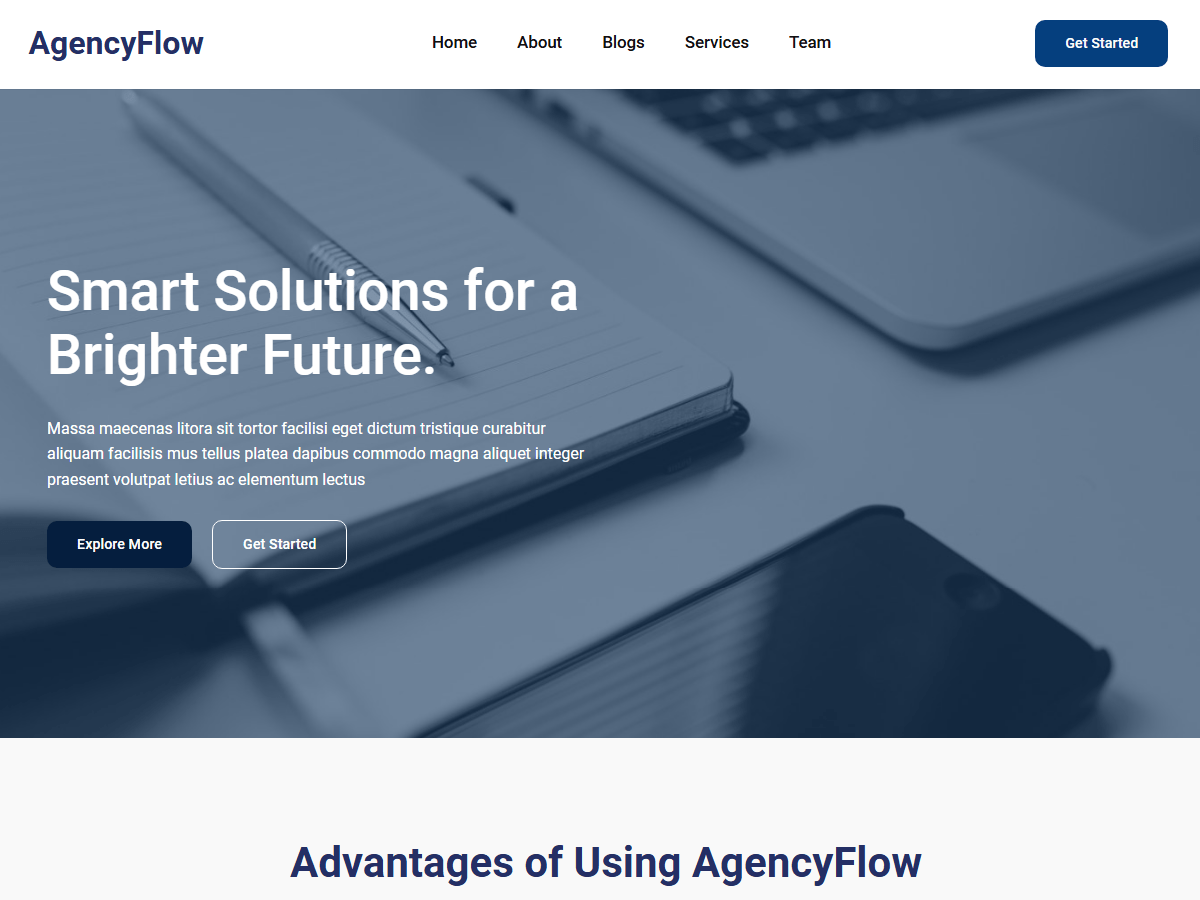 AgencyFlow
Home
About
Blogs
Services
Team
Get Started
Smart Solutions for a
Brighter Future.
Massa maecenas litora sit tortor facilisi eget dictum tristique curabitur
aliquam facilisis mus tellus platea dapibus commodo magna aliquet integer
praesent volutpat letius ac elementum lectus
Explore More
Get Started
Advantages of Using AgencyFlow